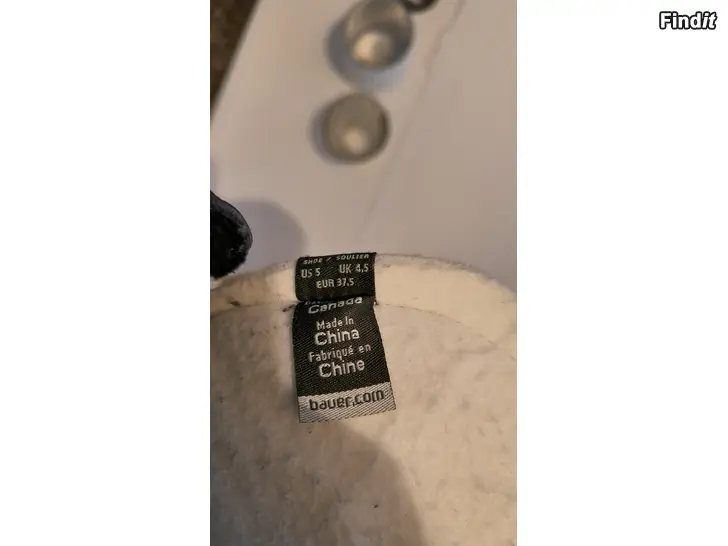 Findit
SHOE / SOULIER
US 5 UK 4.5
EUR 37.5
Canada
Made In
China
Fabriqué en
Chine
bauer.com